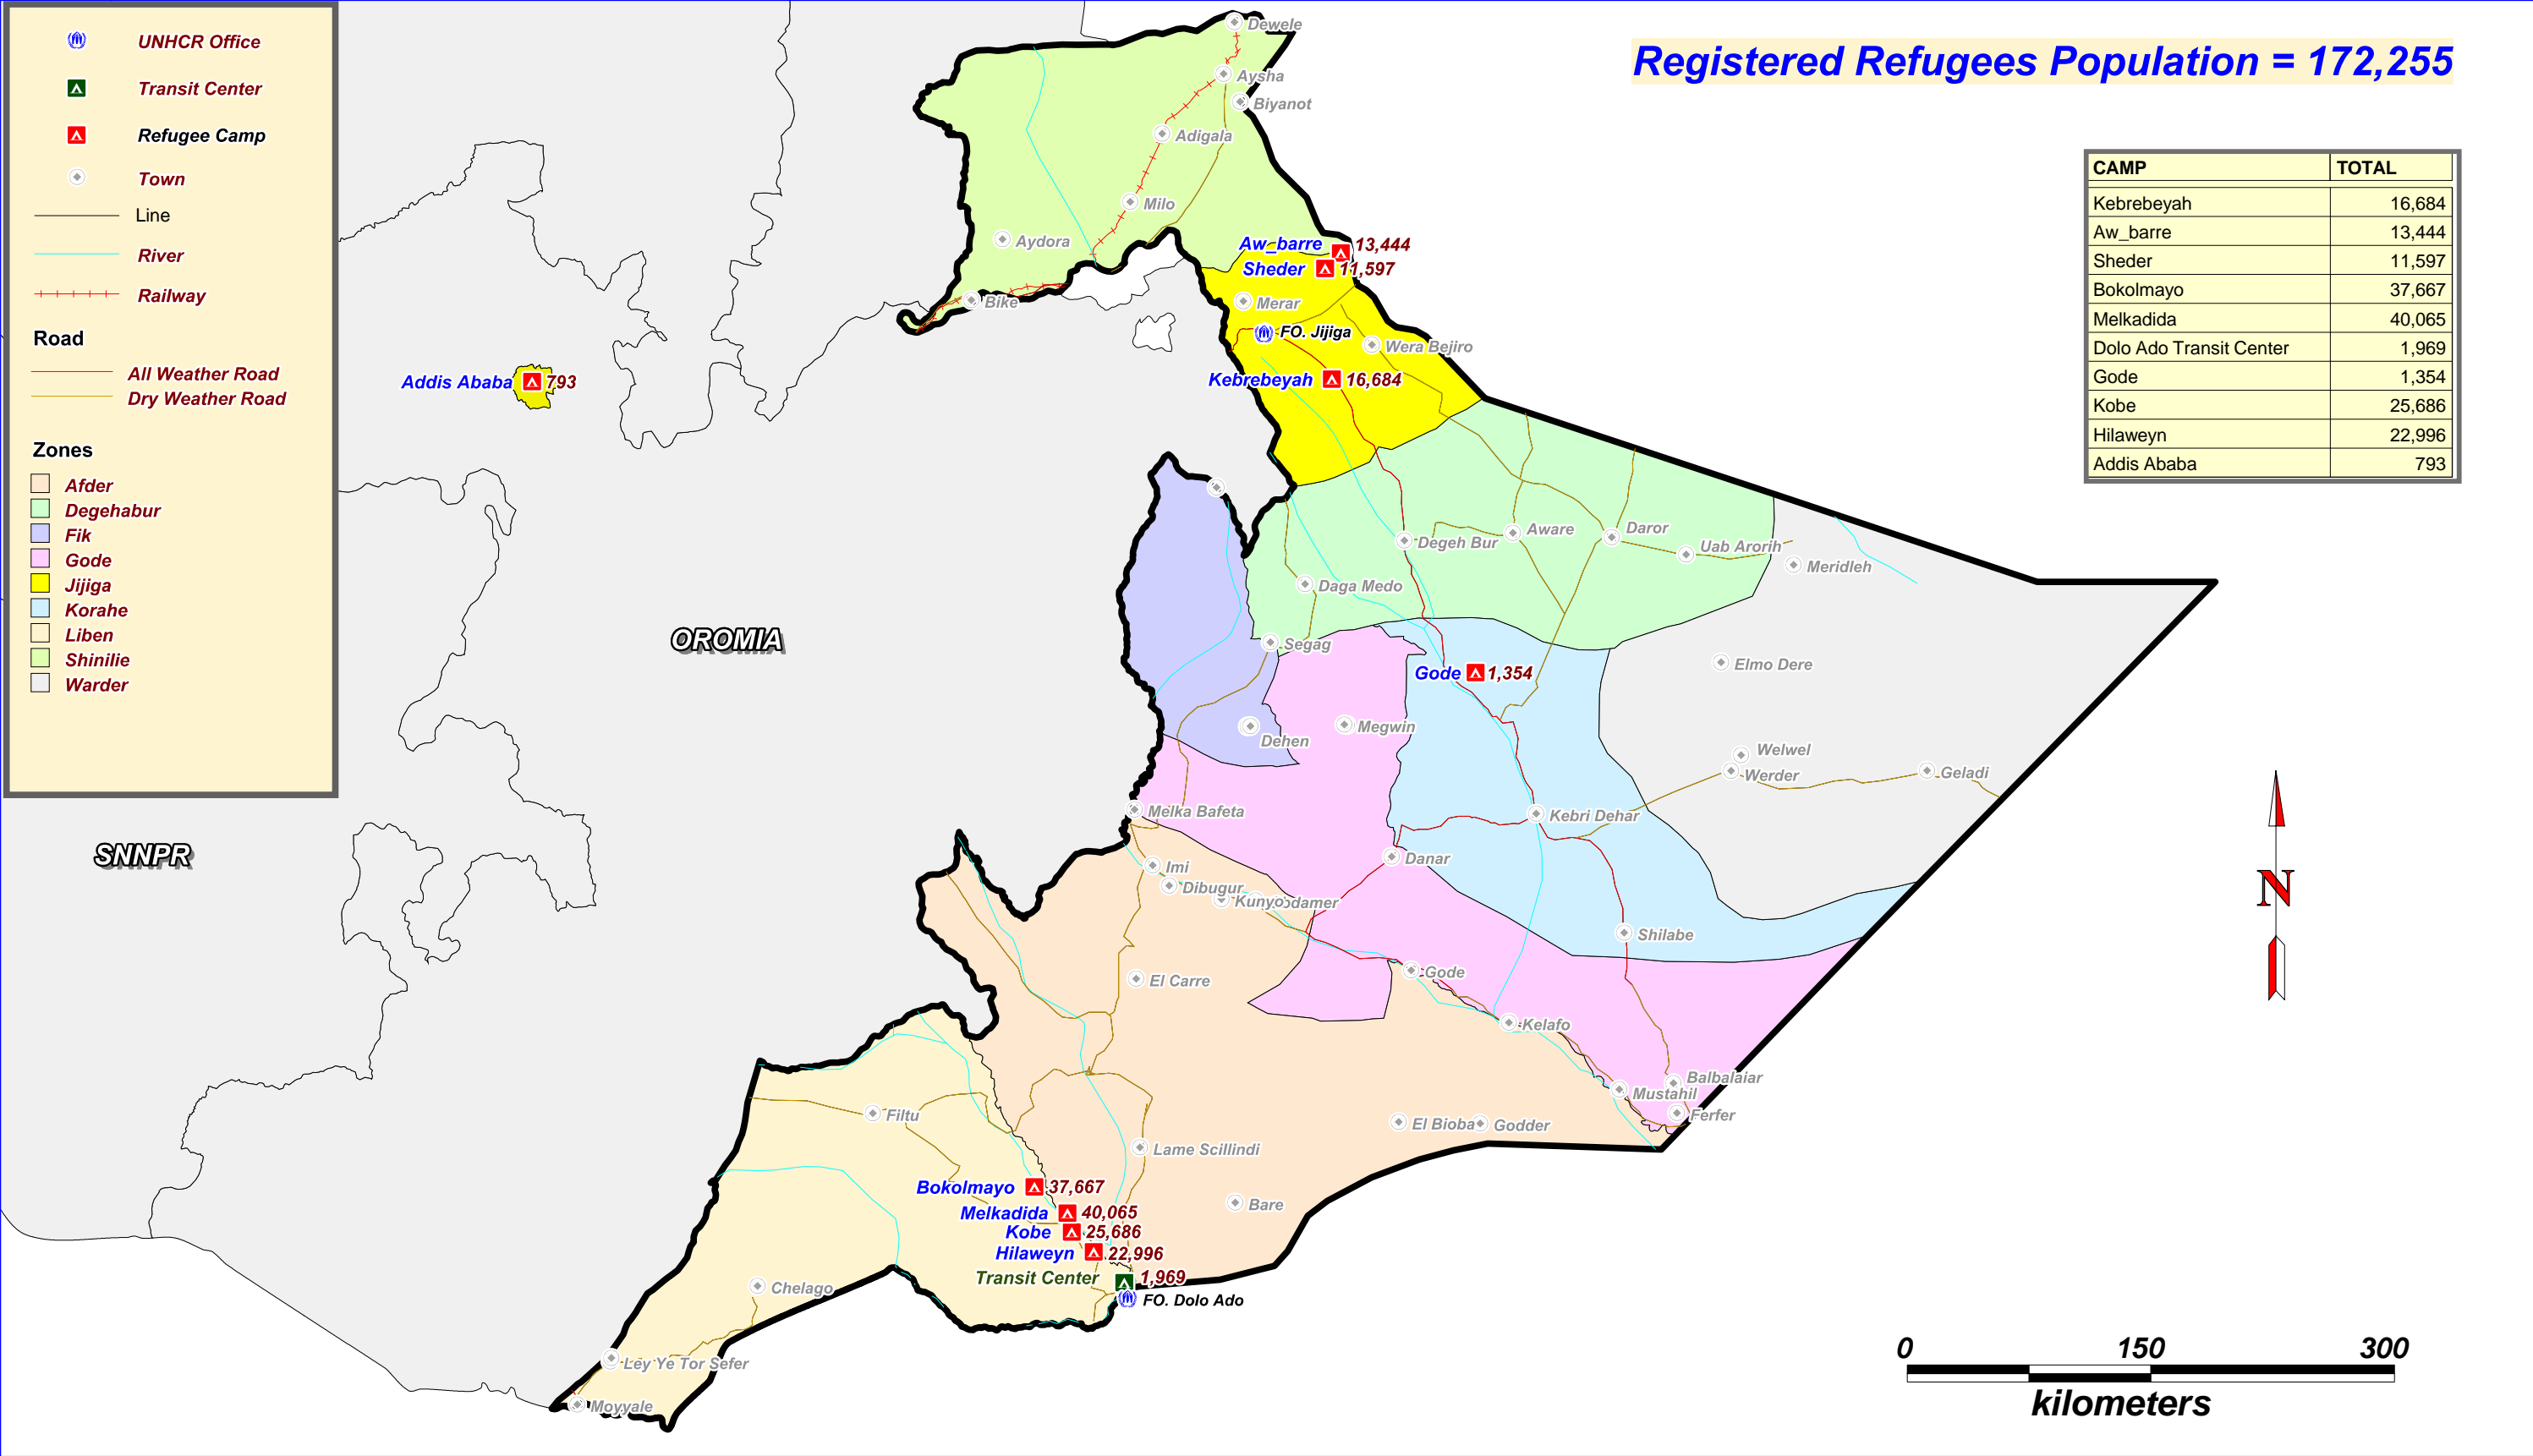 UNHCR Office
Transit Center
Refugee Camp
Town
Line
River
Railway
Road
All Weather Road
Dry Weather Road
Zones
Afder
Degehabur
Fik
Gode
Jijiga
Korahe
Liben
Shinilie
Warder
Registered Refugees Population = 172,255
CAMP TOTAL
Kebrebeyah 16,684
Aw_barre 13,444
Sheder 11,597
Bokolmayo 37,667
Melkadida 40,065
Dolo Ado Transit Center 1,969
Gode 1,354
Kobe 25,686
Hilaweyn 22,996
Addis Ababa 793
Dewele
Aysha
Biyanot
Adigala
Milo
Aydora
Bike
Aw_barre 13,444
Sheder 11,597
Merar
FO. Jijiga
Wera Bejiro
Kebrebeyah 16,684
Addis Ababa 793
Degeh Bur
Aware
Daror
Uab Arorih
Meridleh
Daga Medo
OROMIA
Segag
Elmo Dere
Gode 1,354
Megwin
Dehen
Welwel
Werder
Geladi
Melka Bafeta
Kebri Dehar
SNNPR
Danar
Imi
Dibugur
Kunyo
Shilabe
Gode
El Carre
Kelafo
Balbalaiar
Mustahil
Ferfer
Filtu
El Bioba
Godder
Lame Scillindi
Bokolmayo 37,667
Bare
Melkadida 40,065
Kobe 25,686
Hilaweyn 22,996
Transit Center 1,969
FO. Dolo Ado
Chelago
Ley Ye Tor Sefer
Moyyale
N
0 150 300
kilometers